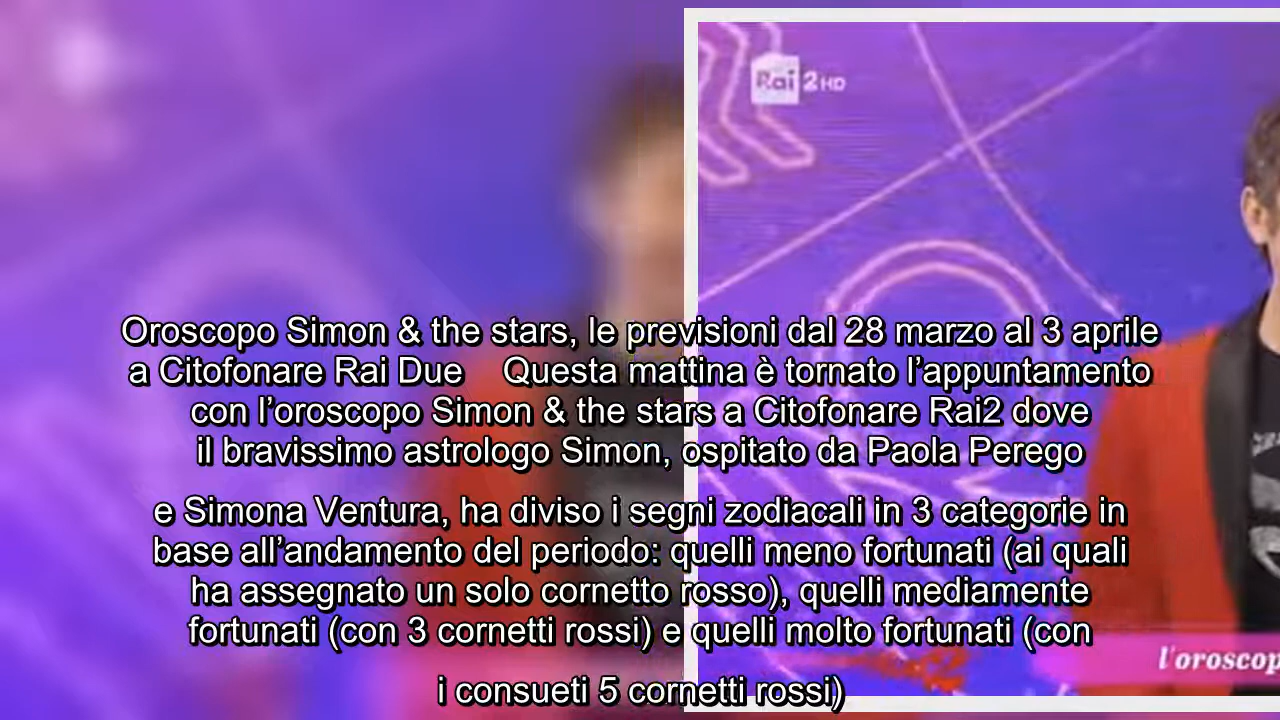 Rai 2 HD
Oroscopo Simon & the stars, le previsioni dal 28 marzo al 3 aprile
a Citofonare Rai Due Questa mattina è tornato l’appuntamento
con l’oroscopo Simon & the stars a Citofonare Rai2 dove
il bravissimo astrologo Simon, ospitato da Paola Perego
e Simona Ventura, ha diviso i segni zodiacali in 3 categorie in
base all’andamento del periodo: quelli meno fortunati (ai quali
ha assegnato un solo cornetto rosso), quelli mediamente
fortunati (con 3 cornetti rossi) e quelli molto fortunati (con
l'oroscop
i consueti 5 cornetti rossi)